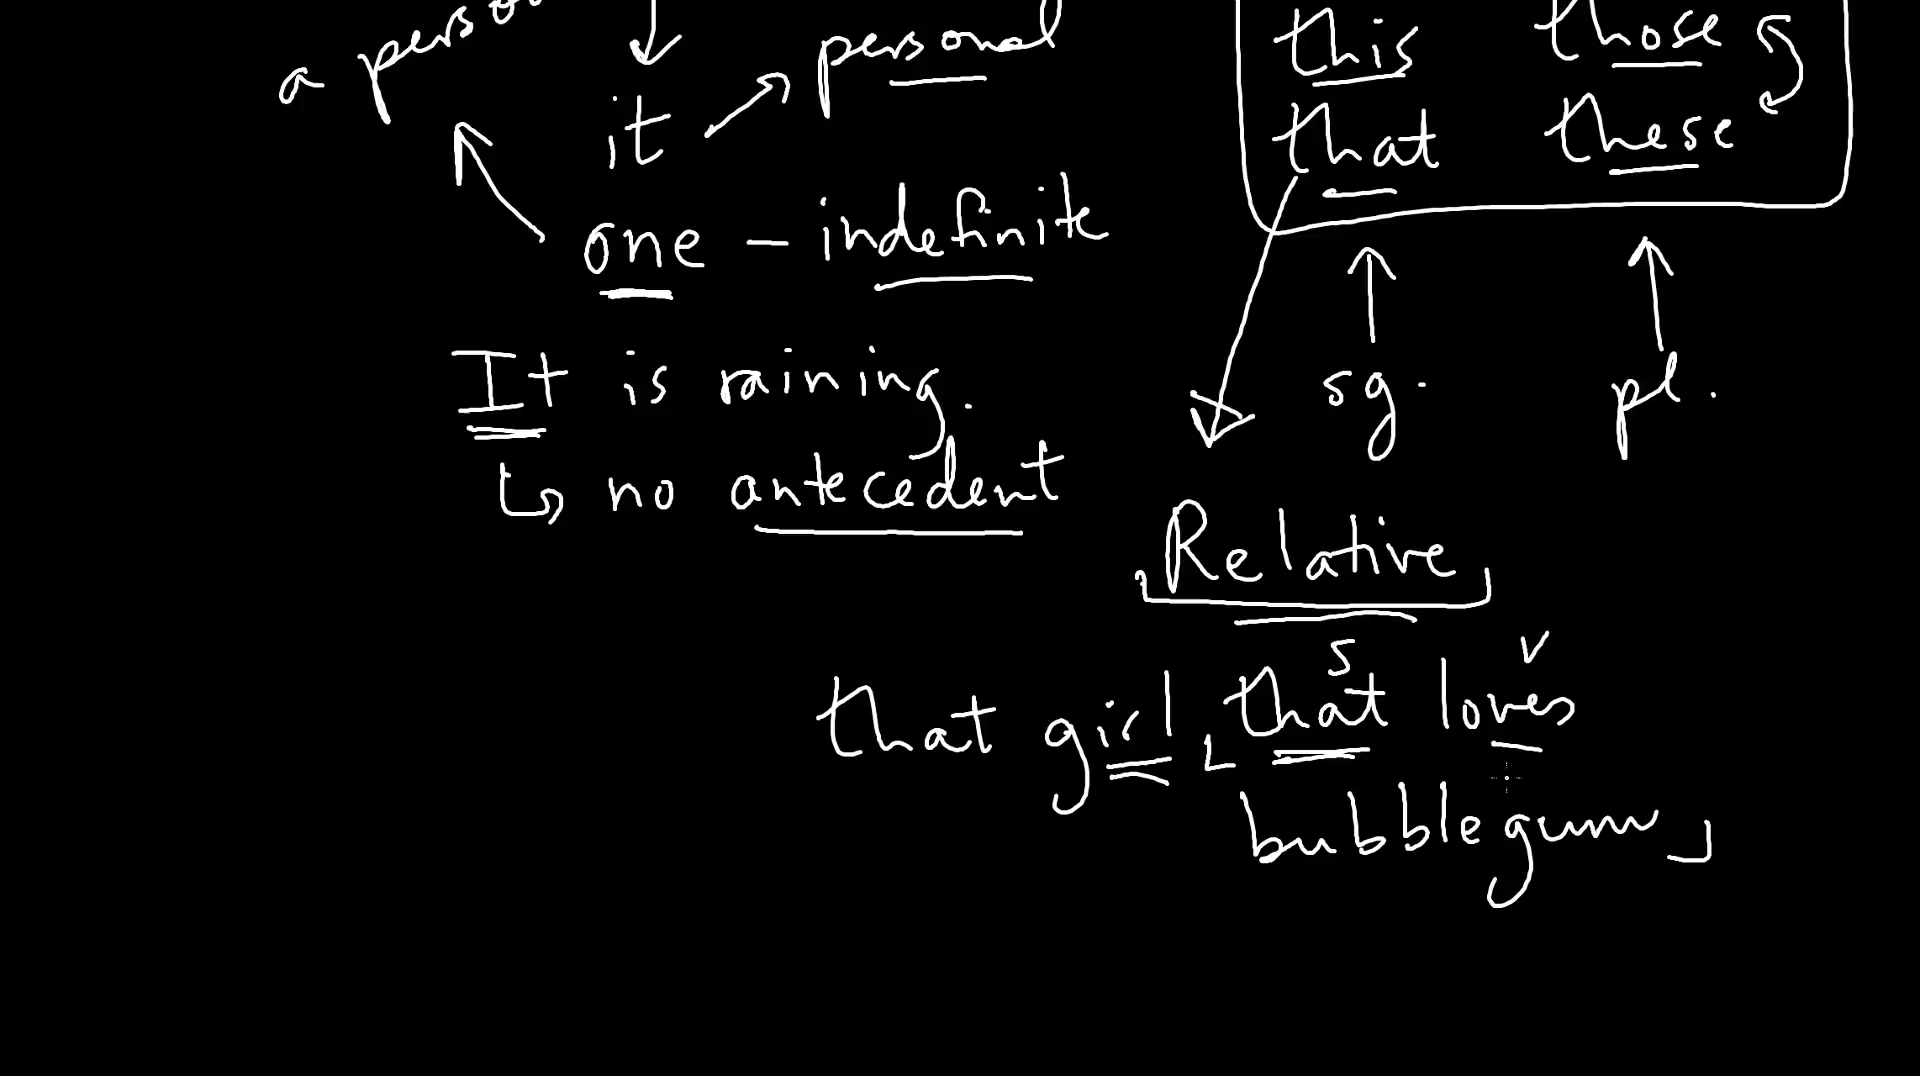 a person
personal
it
one - indefinite
It is raining.
no antecedent
this those
that these
sg. pl.
Relative
S V
that girl, that loves
bubblegum